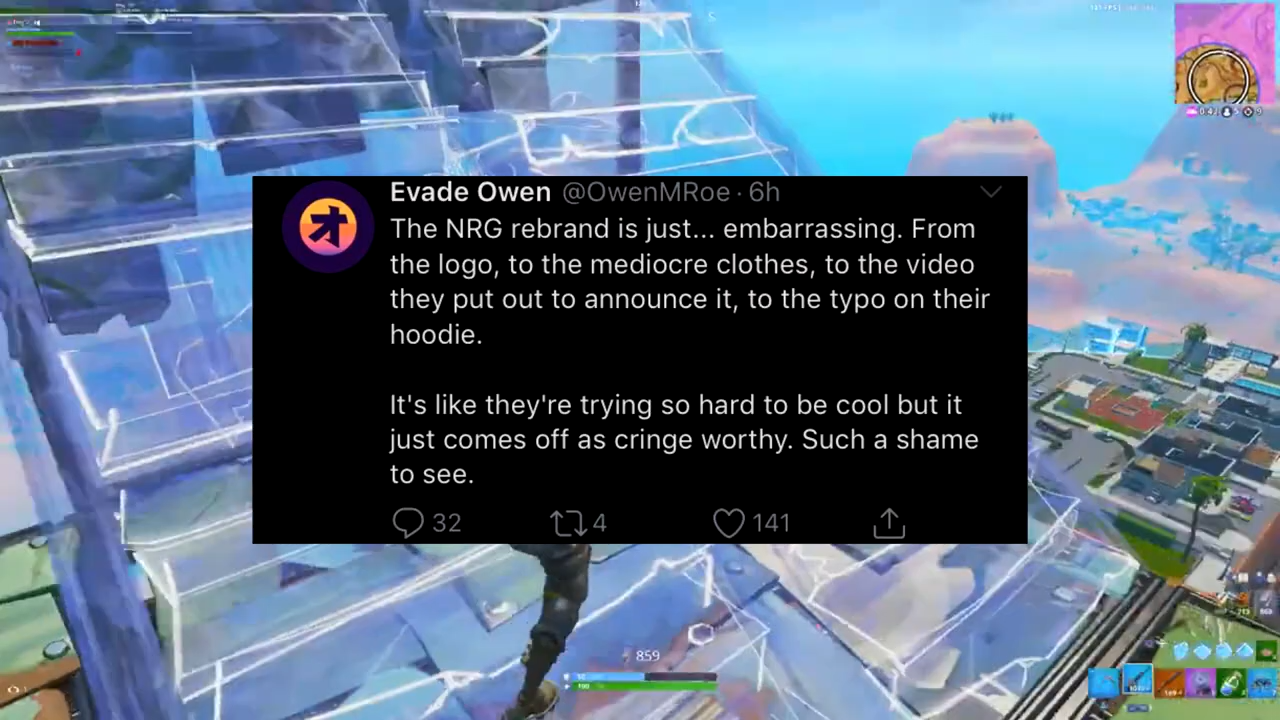 Evade Owen @OwenMRoe · 6h
オ
The NRG rebrand is just... embarrassing. From
the logo, to the mediocre clothes, to the video
they put out to announce it, to the typo on their
hoodie.
It's like they're trying so hard to be cool but it
just comes off as cringe worthy. Such a shame
to see.
32 4 141
859
100